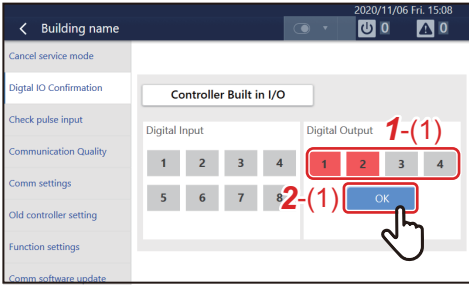 2020/11/06 Fri. 15:08
Building name
0
0
Cancel service mode
Digtal IO Confirmation
Check pulse input
Communication Quality
Comm settings
Old controller setting
Function settings
Comm software update
Controller Built in I/O
Digital Input
1 2 3 4
5 6 7 8
Digital Output
1-(1)
1 2 3 4
2-(1)
OK